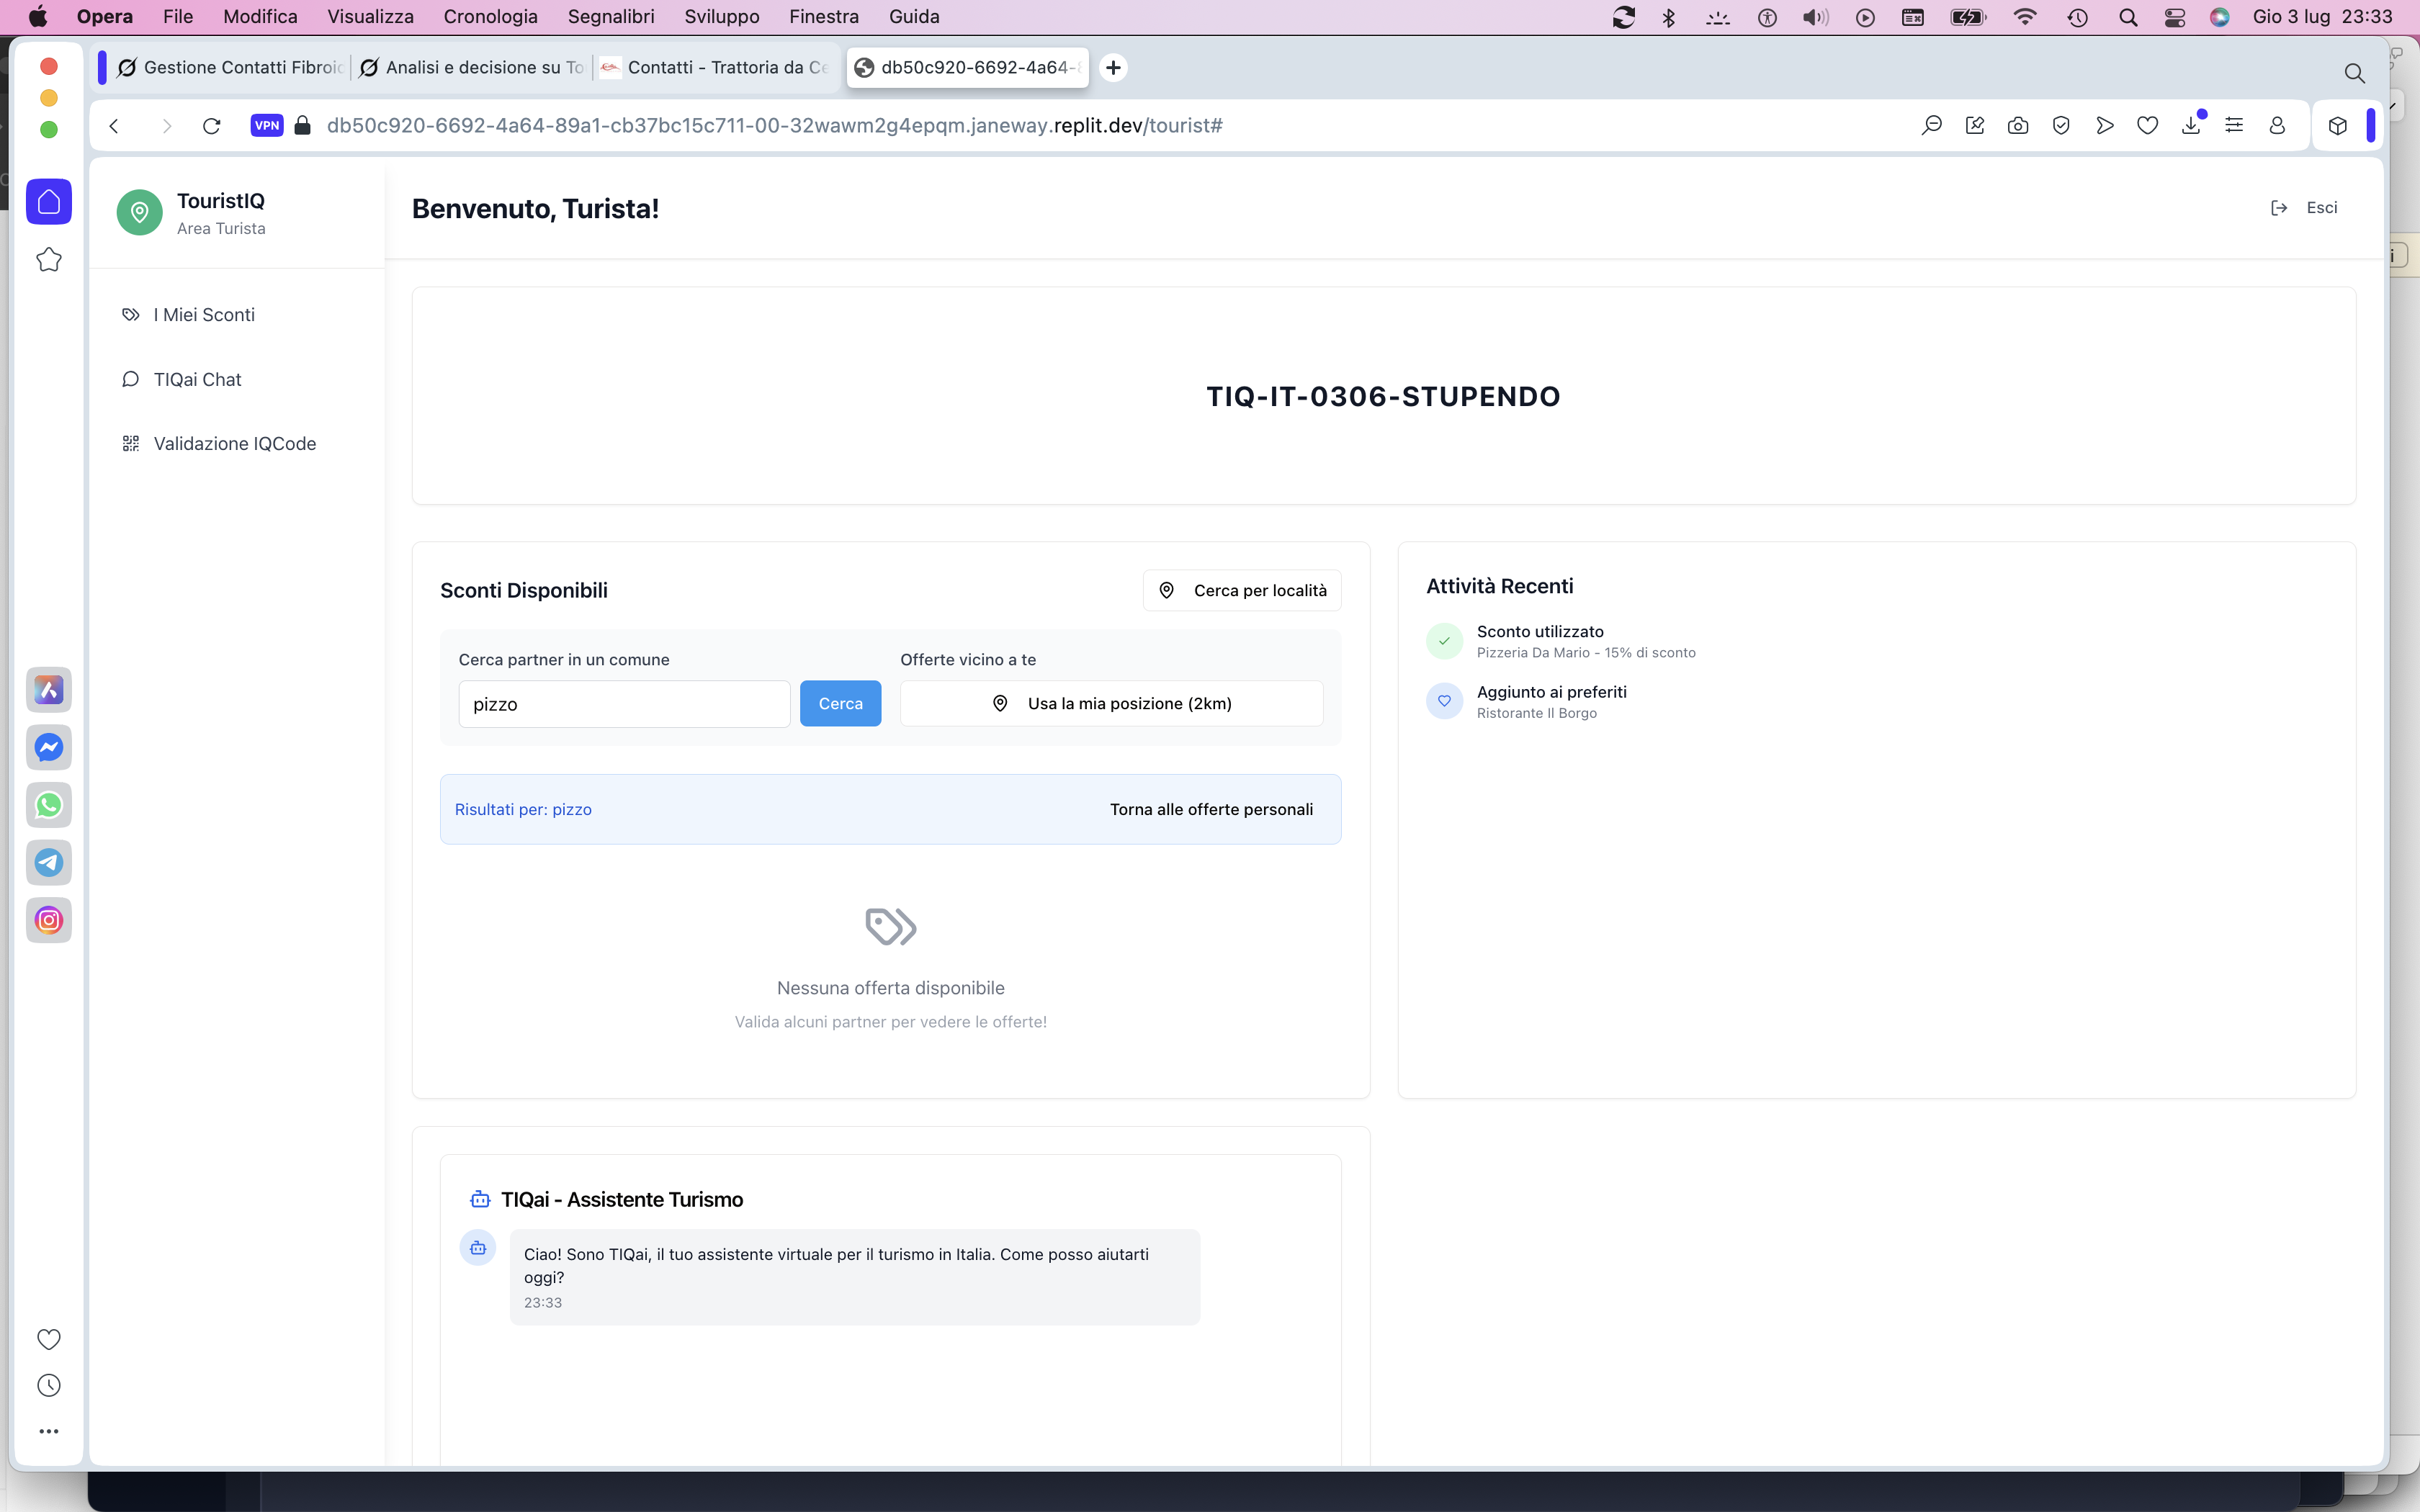 Opera File Modifica Visualizza Cronologia Segnalibri Sviluppo Finestra Guida Gio 3 lug 23:33
Gestione Contatti Fibroid Analisi e decisione su To Contatti - Trattoria da Ce db50c920-6692-4a64-8
VPN db50c920-6692-4a64-89a1-cb37bc15c711-00-32wawm2g4epqm.janeway.replit.dev/tourist#
TouristIQ
Area Turista
I Miei Sconti
TIQai Chat
Validazione IQCode
Benvenuto, Turista!
Esci
TIQ-IT-0306-STUPENDO
Sconti Disponibili
Cerca per località
Cerca partner in un comune
pizzo
Cerca
Offerte vicino a te
Usa la mia posizione (2km)
Risultati per: pizzo
Torna alle offerte personali
Nessuna offerta disponibile
Valida alcuni partner per vedere le offerte!
Attività Recenti
Sconto utilizzato
Pizzeria Da Mario - 15% di sconto
Aggiunto ai preferiti
Ristorante Il Borgo
TIQai - Assistente Turismo
Ciao! Sono TIQai, il tuo assistente virtuale per il turismo in Italia. Come posso aiutarti
oggi?
23:33